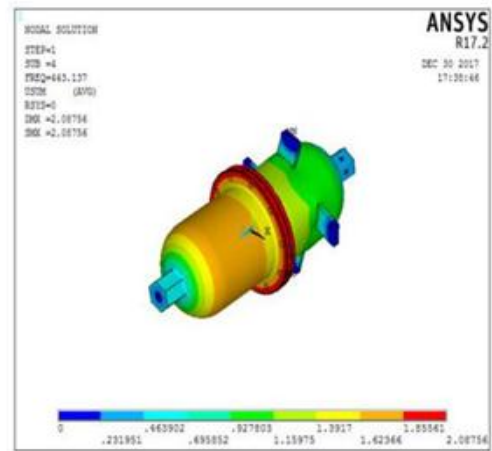 NODAL SOLUTION
STEP=1
SUB =4
FREQ=463.137
USUM (AVG)
RSYS=0
DMX =2.08756
SMX =2.08756
ANSYS
R17.2
DEC 30 2017
17:38:46
0 .463902 .927803 1.3917 1.85561
.231951 .695852 1.15975 1.62366 2.08756